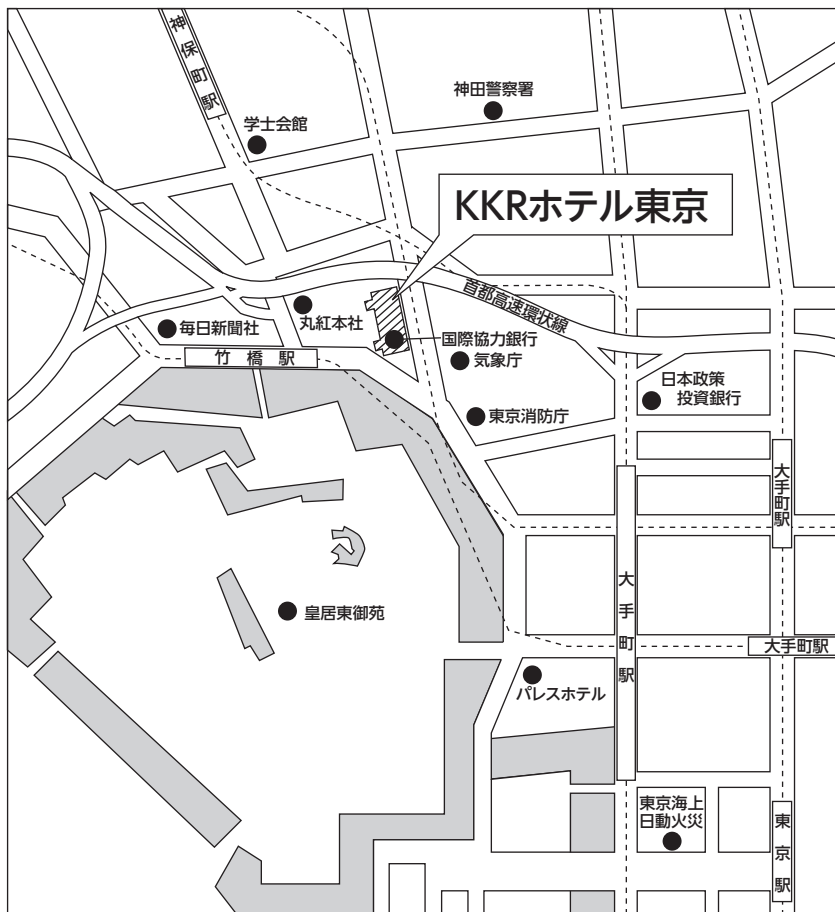 神保町駅
神田警察署
学士会館
KKRホテル東京
首都高速環状線
丸紅本社
毎日新聞社
国際協力銀行
竹橋駅
気象庁
日本政策
投資銀行
東京消防庁
大手町駅
大手町駅
皇居東御苑
大手町駅
パレスホテル
東京海上
日動火災
東京駅